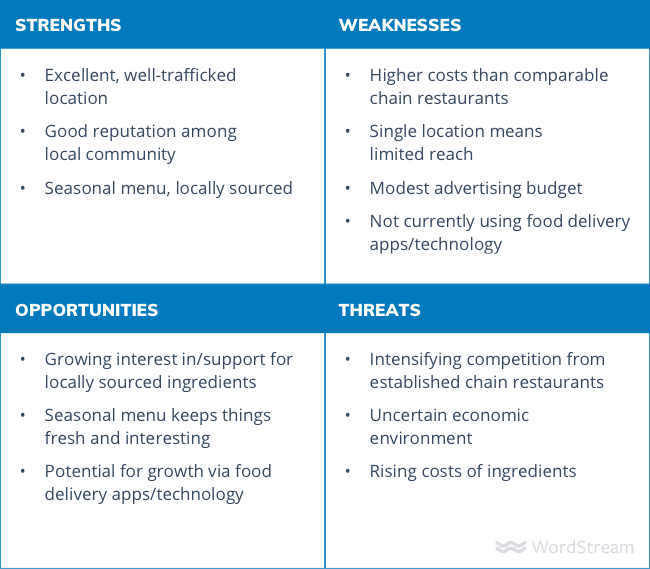 STRENGTHS
• Excellent, well-trafficked
location
• Good reputation among
local community
• Seasonal menu, locally sourced
WEAKNESSES
• Higher costs than comparable
chain restaurants
• Single location means
limited reach
• Modest advertising budget
• Not currently using food delivery
apps/technology
OPPORTUNITIES
• Growing interest in/support for
locally sourced ingredients
• Seasonal menu keeps things
fresh and interesting
• Potential for growth via food
delivery apps/technology
THREATS
• Intensifying competition from
established chain restaurants
• Uncertain economic
environment
• Rising costs of ingredients
WordStream